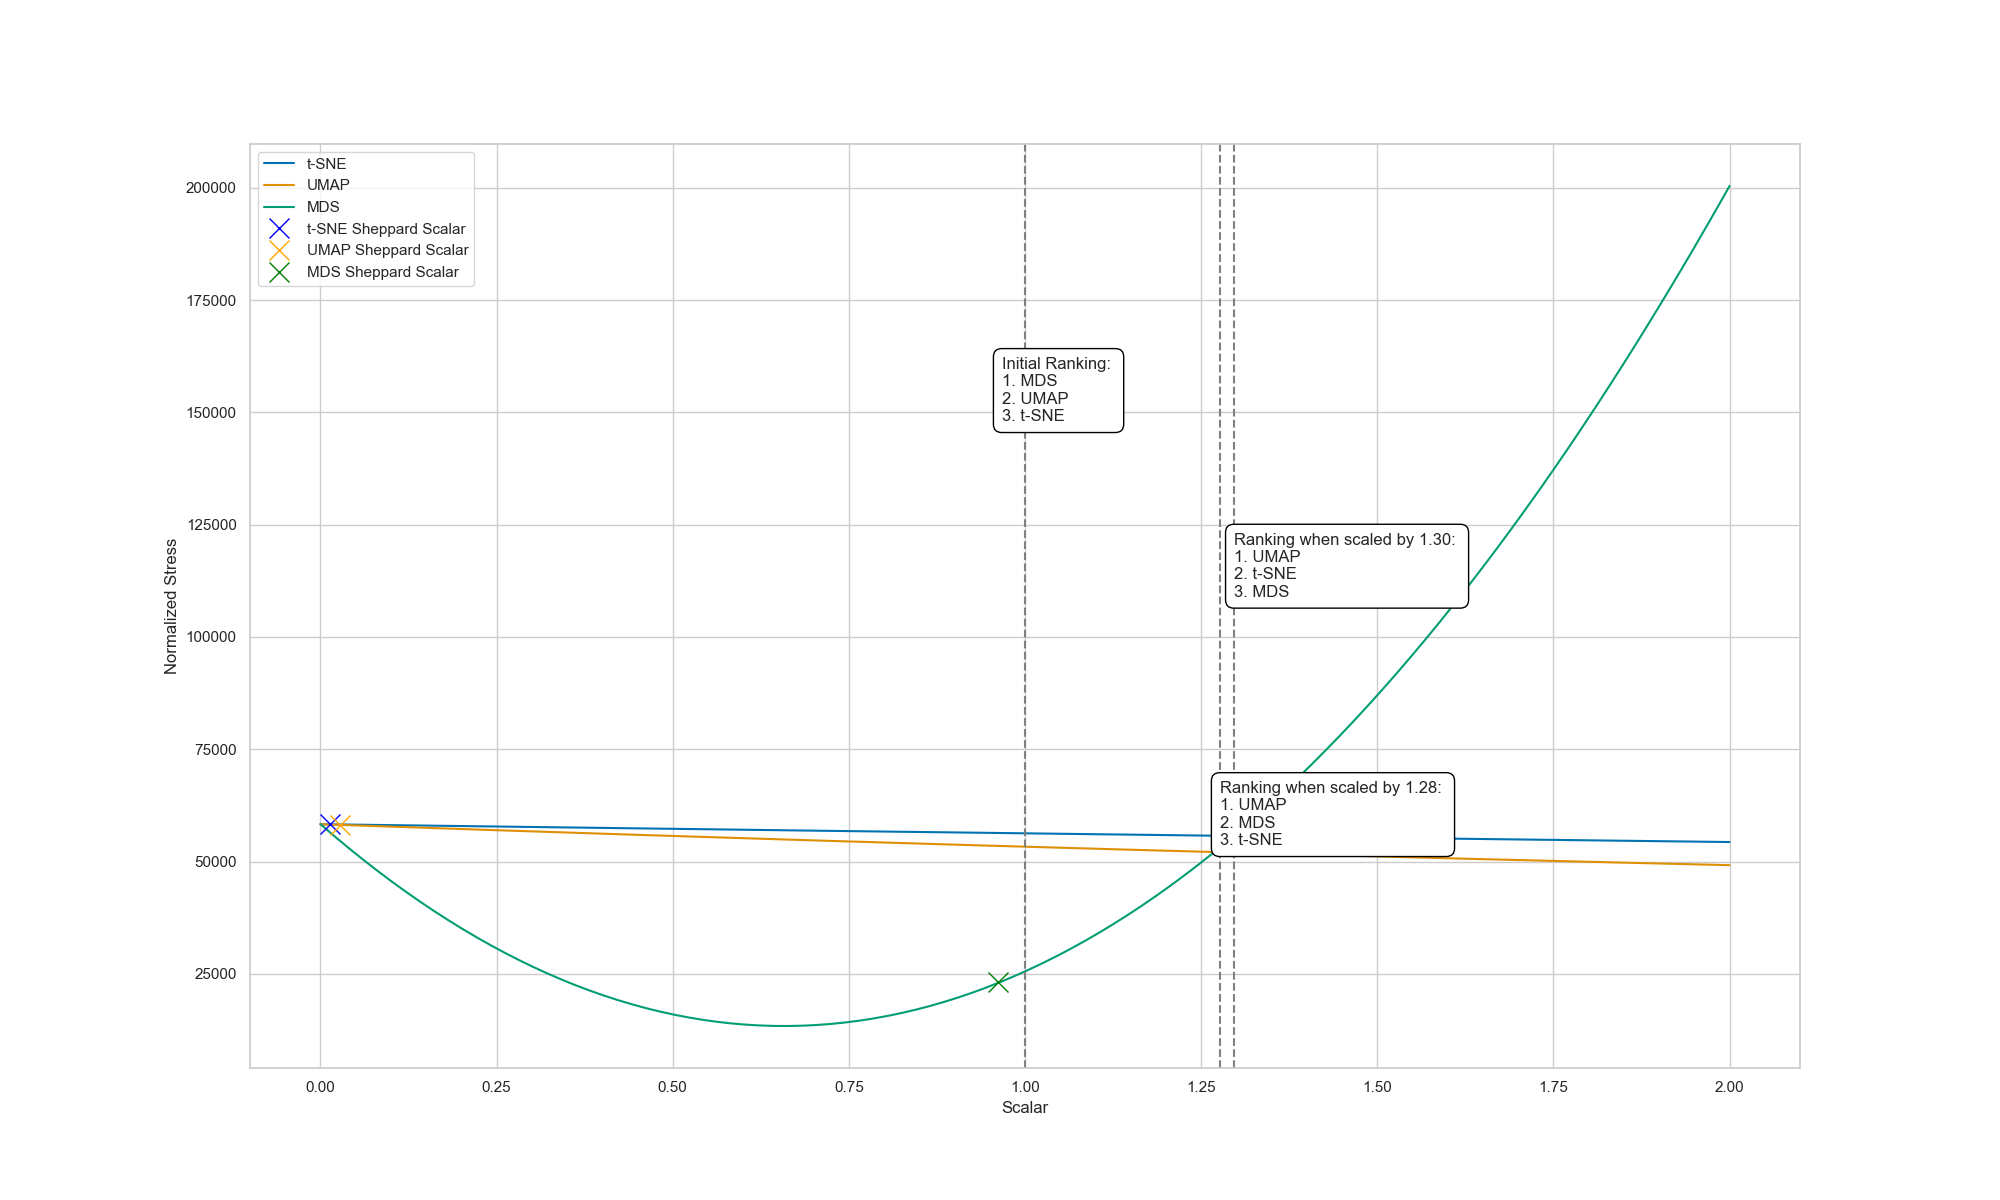 t-SNE
UMAP
MDS
t-SNE Sheppard Scalar
UMAP Sheppard Scalar
MDS Sheppard Scalar
200000
175000
150000
125000
100000
75000
50000
25000
Normalized Stress
Initial Ranking:
1. MDS
2. UMAP
3. t-SNE
Ranking when scaled by 1.30:
1. UMAP
2. t-SNE
3. MDS
Ranking when scaled by 1.28:
1. UMAP
2. MDS
3. t-SNE
0.00 0.25 0.50 0.75 1.00 1.25 1.50 1.75 2.00
Scalar